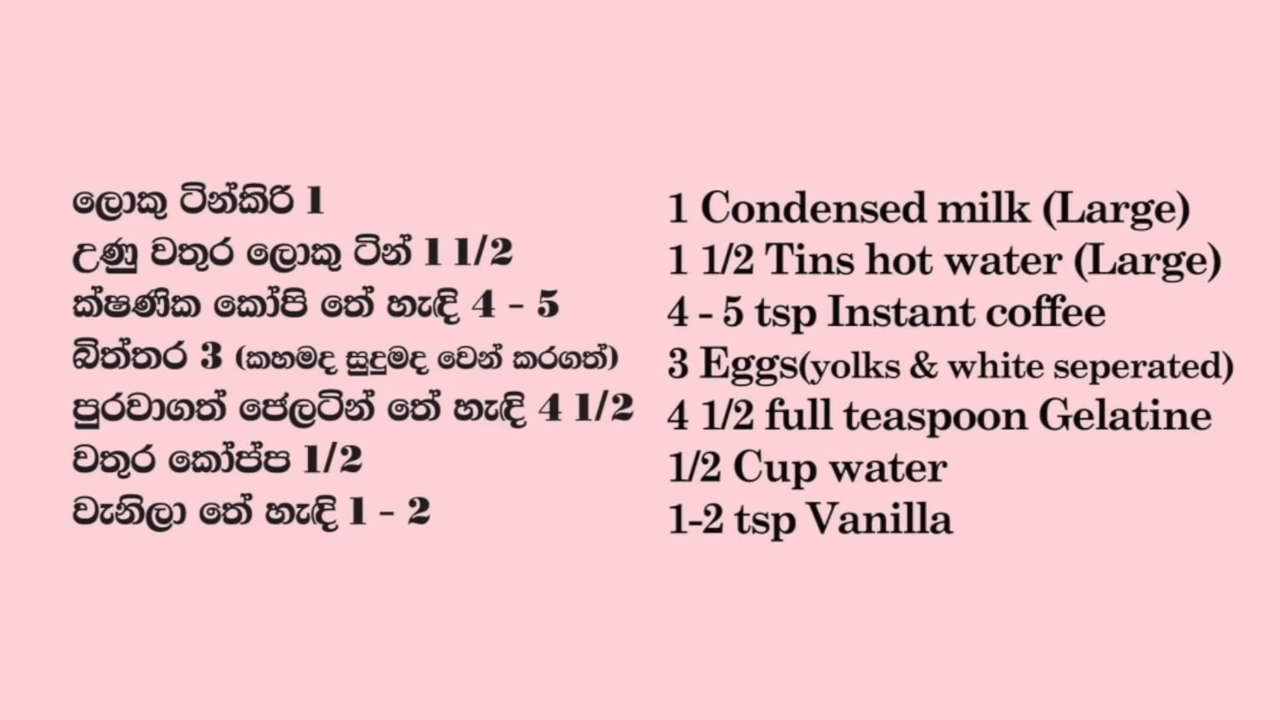 ලොකු ටින්කිරි 1
උණු වතුර ලොකු ටින් 1 1/2
ක්ෂණික කෝපි තේ හැඳි 4 - 5
බිත්තර 3 (කහමද සුදුමද වෙන් කරගත්)
පුරවාගත් ජෙලටින් තේ හැඳි 4 1/2
වතුර කෝප්ප 1/2
වැනිලා තේ හැඳි 1 - 2
1 Condensed milk (Large)
1 1/2 Tins hot water (Large)
4 - 5 tsp Instant coffee
3 Eggs(yolks & white seperated)
4 1/2 full teaspoon Gelatine
1/2 Cup water
1-2 tsp Vanilla